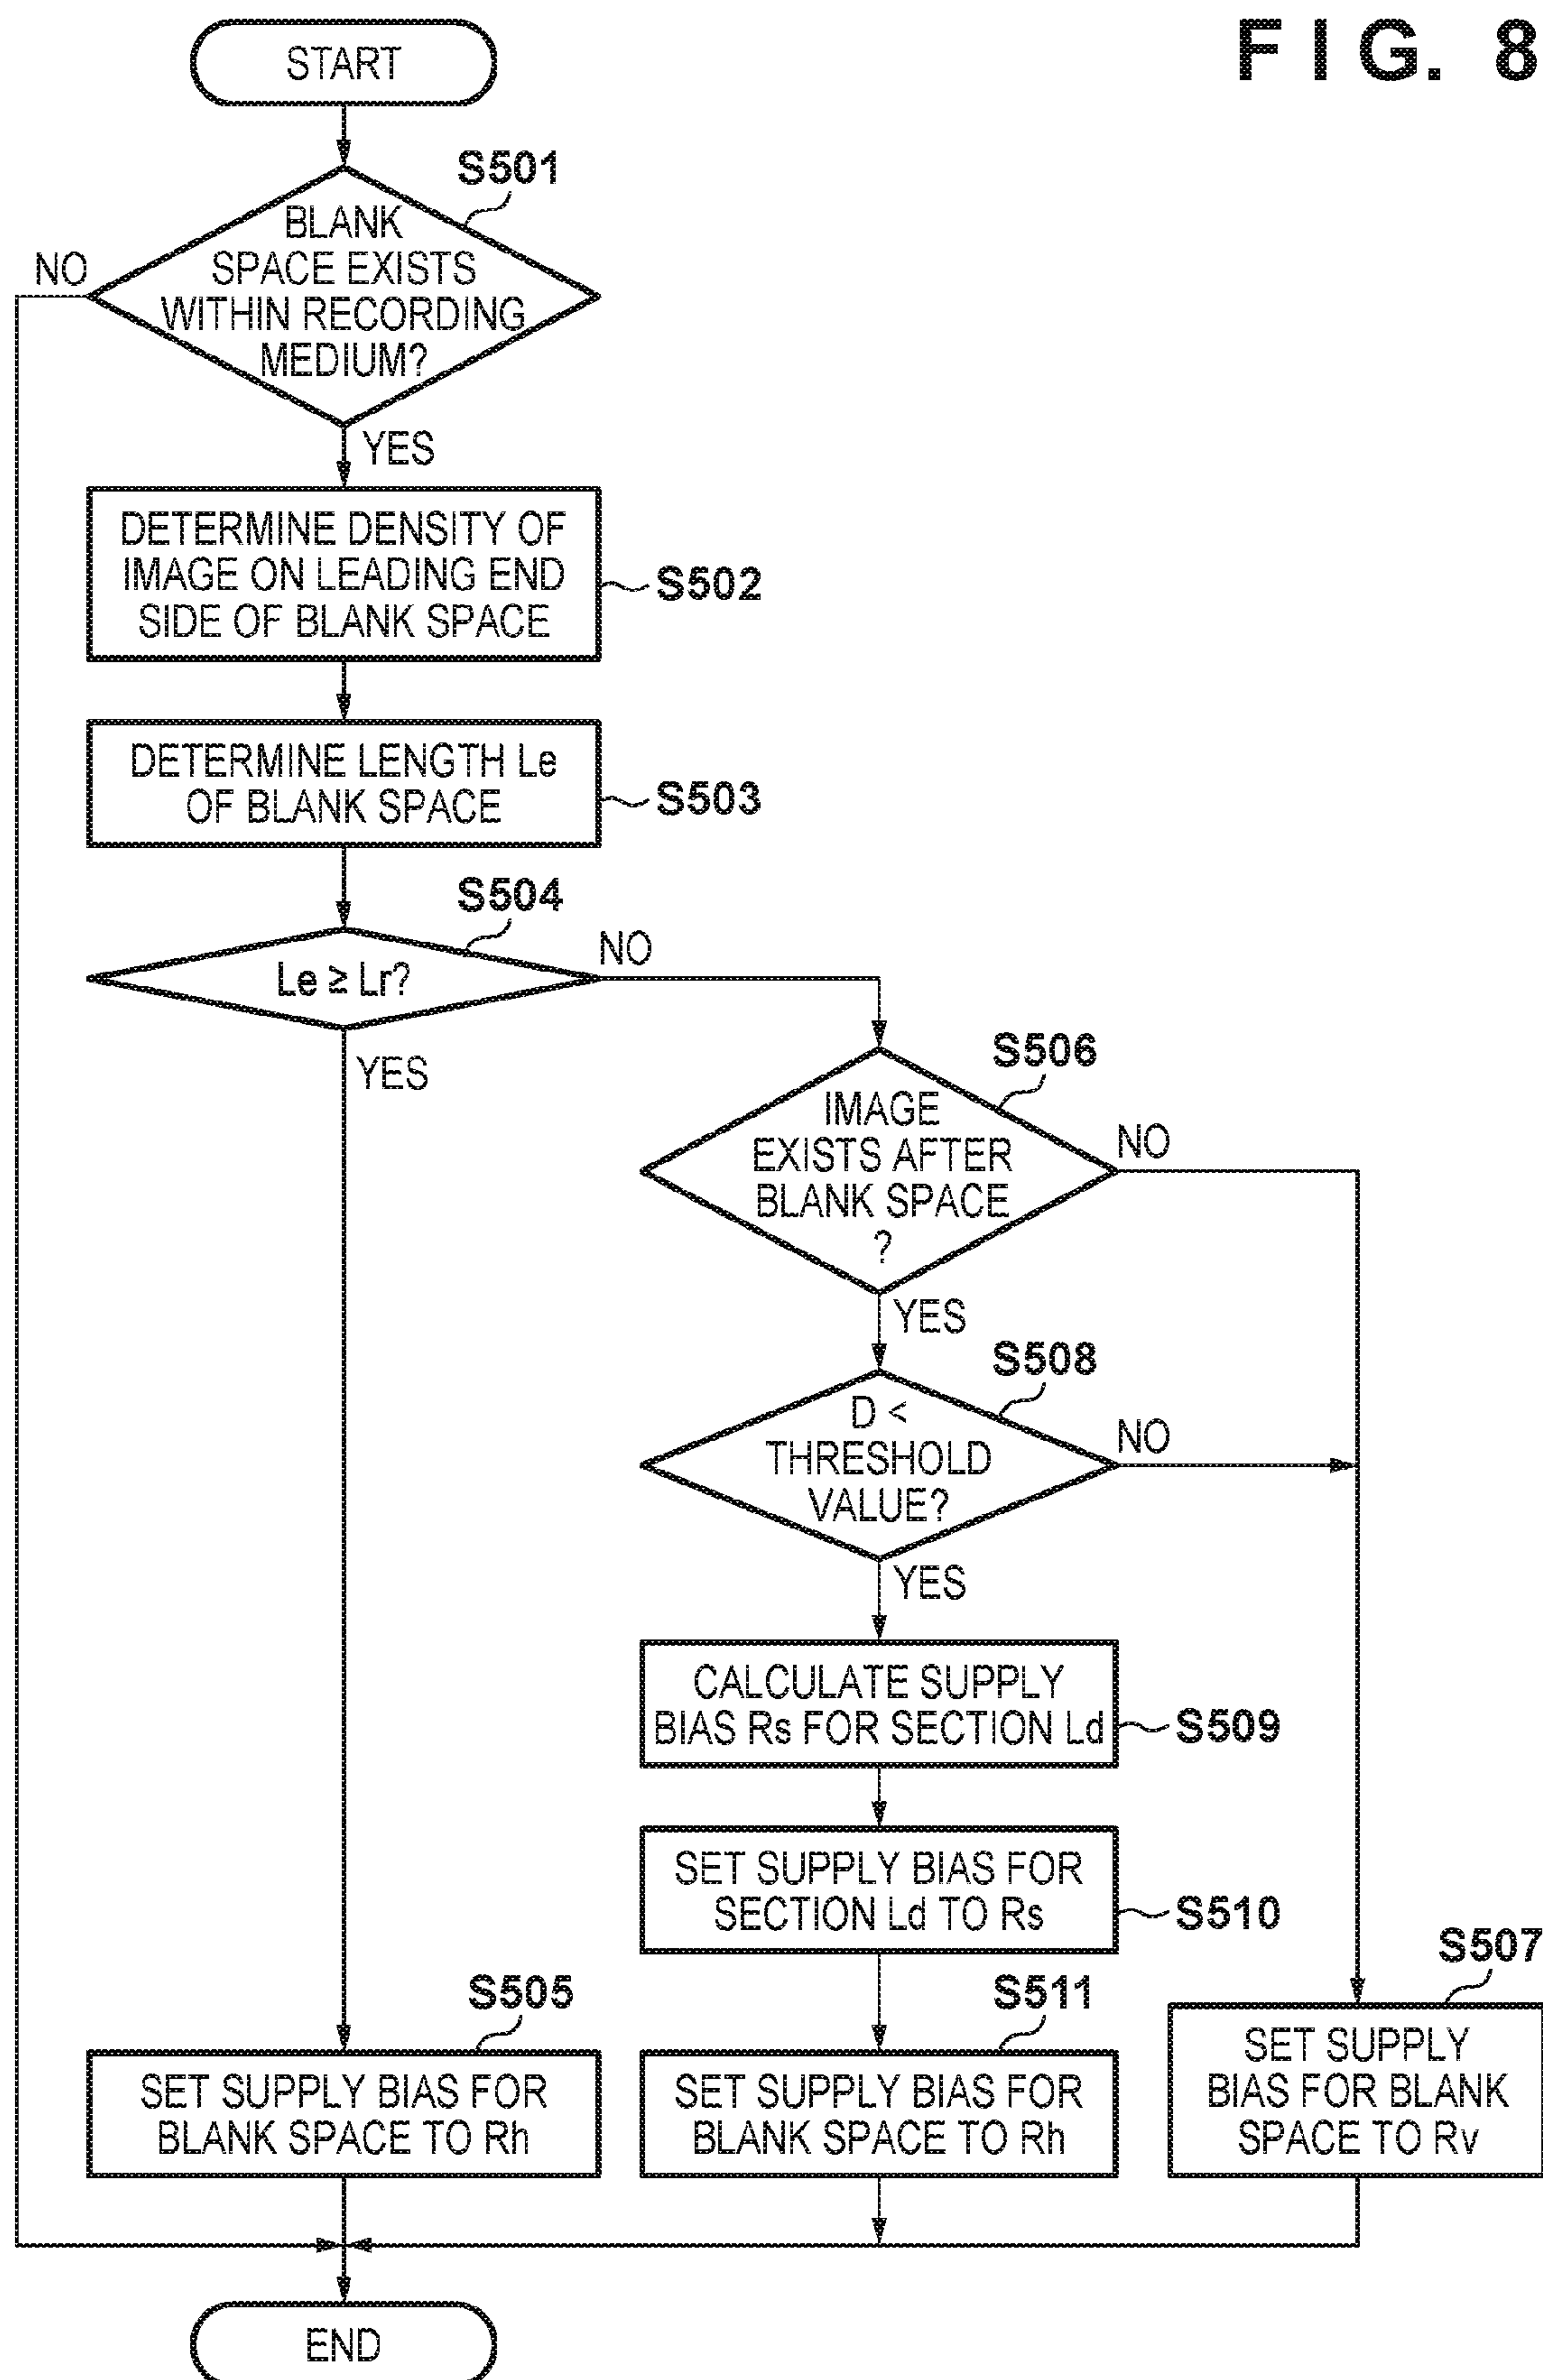 FIG. 8
START
S501
BLANK
SPACE EXISTS
WITHIN RECORDING
MEDIUM?
NO
YES
DETERMINE DENSITY OF
IMAGE ON LEADING END
SIDE OF BLANK SPACE
S502
DETERMINE LENGTH Le
OF BLANK SPACE
S503
S504
Le ≥ Lr?
NO
YES
S506
IMAGE
EXISTS AFTER
BLANK SPACE
?
NO
YES
S508
D <
THRESHOLD
VALUE?
NO
YES
CALCULATE SUPPLY
BIAS Rs FOR SECTION Ld
S509
SET SUPPLY BIAS FOR
SECTION Ld TO Rs
S510
S505
SET SUPPLY BIAS FOR
BLANK SPACE TO Rh
S511
SET SUPPLY BIAS FOR
BLANK SPACE TO Rh
S507
SET SUPPLY
BIAS FOR BLANK
SPACE TO Rv
END